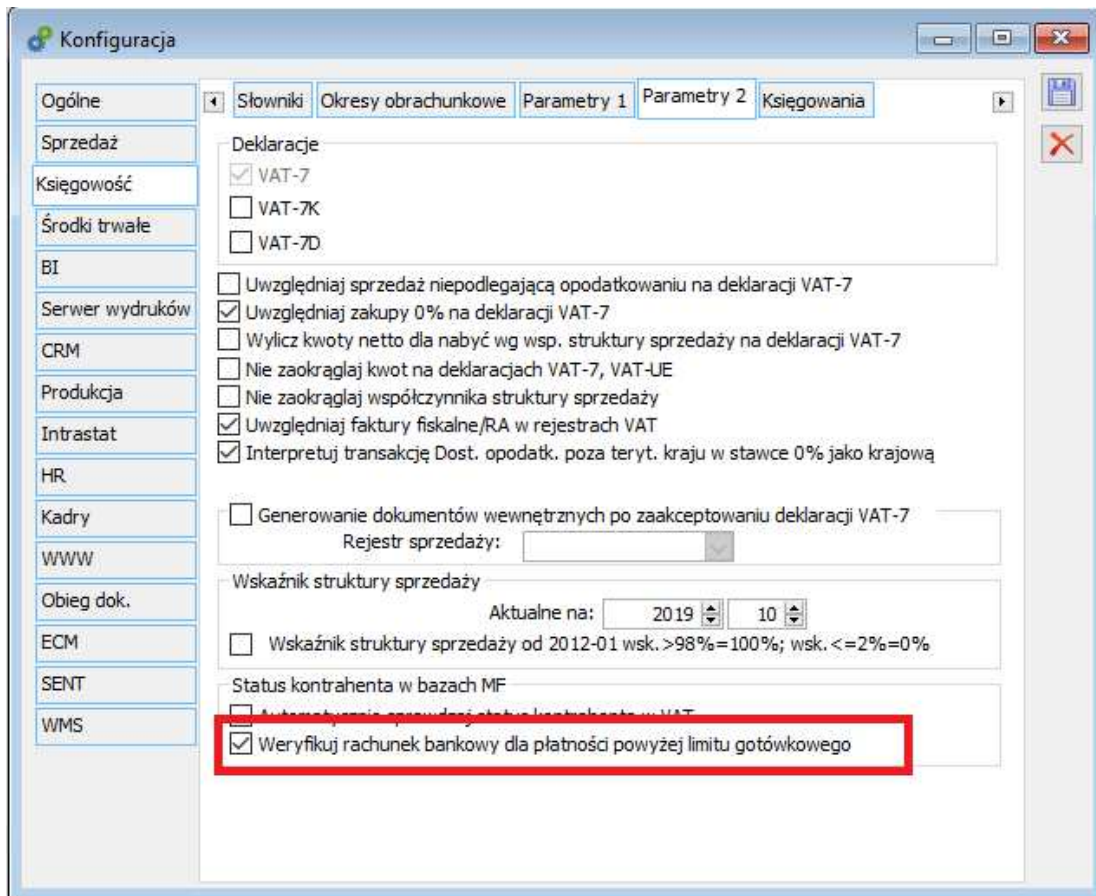 Konfiguracja
Ogólne
Sprzedaż
Księgowość
Środki trwałe
BI
Serwer wydruków
CRM
Produkcja
Intrastat
HR
Kadry
WWW
Obieg dok.
ECM
SENT
WMS
Słowniki Okresy obrachunkowe Parametry 1 Parametry 2 Księgowania
Deklaracje
VAT-7
VAT-7K
VAT-7D
Uwzględniaj sprzedaż niepodlegającą opodatkowaniu na deklaracji VAT-7
Uwzględniaj zakupy 0% na deklaracji VAT-7
Wylicz kwoty netto dla nabyć wg wsp. struktury sprzedaży na deklaracji VAT-7
Nie zaokrąglaj kwot na deklaracjach VAT-7, VAT-UE
Nie zaokrąglaj współczynnika struktury sprzedaży
Uwzględniaj faktury fiskalne/RA w rejestrach VAT
Interpretuj transakcję Dost. opodatk. poza teryt. kraju w stawce 0% jako krajową
Generowanie dokumentów wewnętrznych po zaakceptowaniu deklaracji VAT-7
Rejestr sprzedaży:
Wskaźnik struktury sprzedaży
Aktualne na: 2019 10
Wskaźnik struktury sprzedaży od 2012-01 wsk.>98%=100%; wsk.<=2%=0%
Status kontrahenta w bazach MF
Automatycznie sprawdzaj status kontrahenta w VAT
Weryfikuj rachunek bankowy dla płatności powyżej limitu gotówkowego